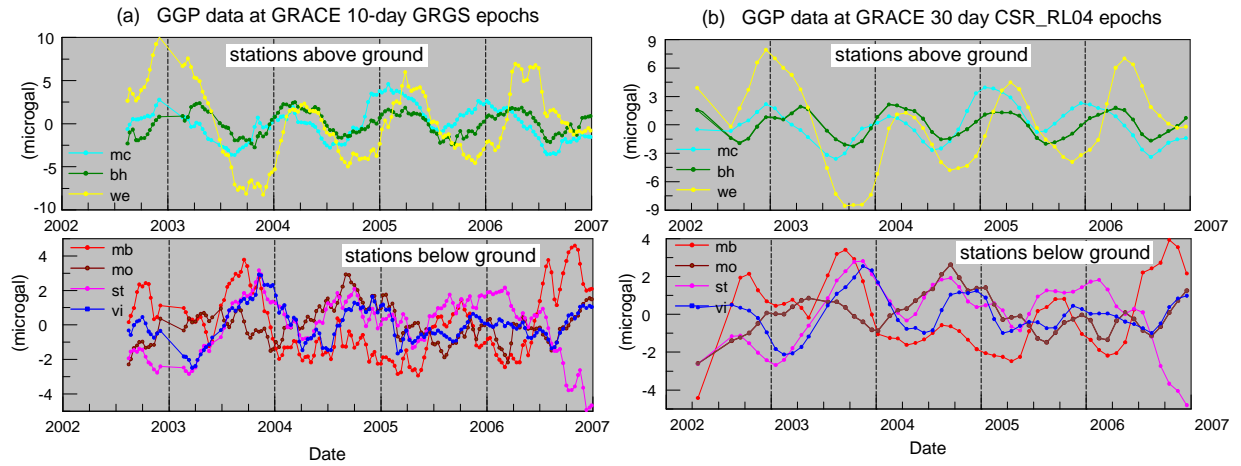 (a) GGP data at GRACE 10-day GRGS epochs
stations above ground
10
5
0
-5
-10
(microgal)
mc
bh
we
2002 2003 2004 2005 2006 2007
stations below ground
4
2
0
-2
-4
(microgal)
mb
mo
st
vi
2002 2003 2004 2005 2006 2007
Date
(b) GGP data at GRACE 30 day CSR_RL04 epochs
stations above ground
9
6
3
0
-3
-6
-9
(microgal)
mc
bh
we
2002 2003 2004 2005 2006 2007
stations below ground
4
2
0
-2
-4
(microgal)
mb
mo
st
vi
2002 2003 2004 2005 2006 2007
Date